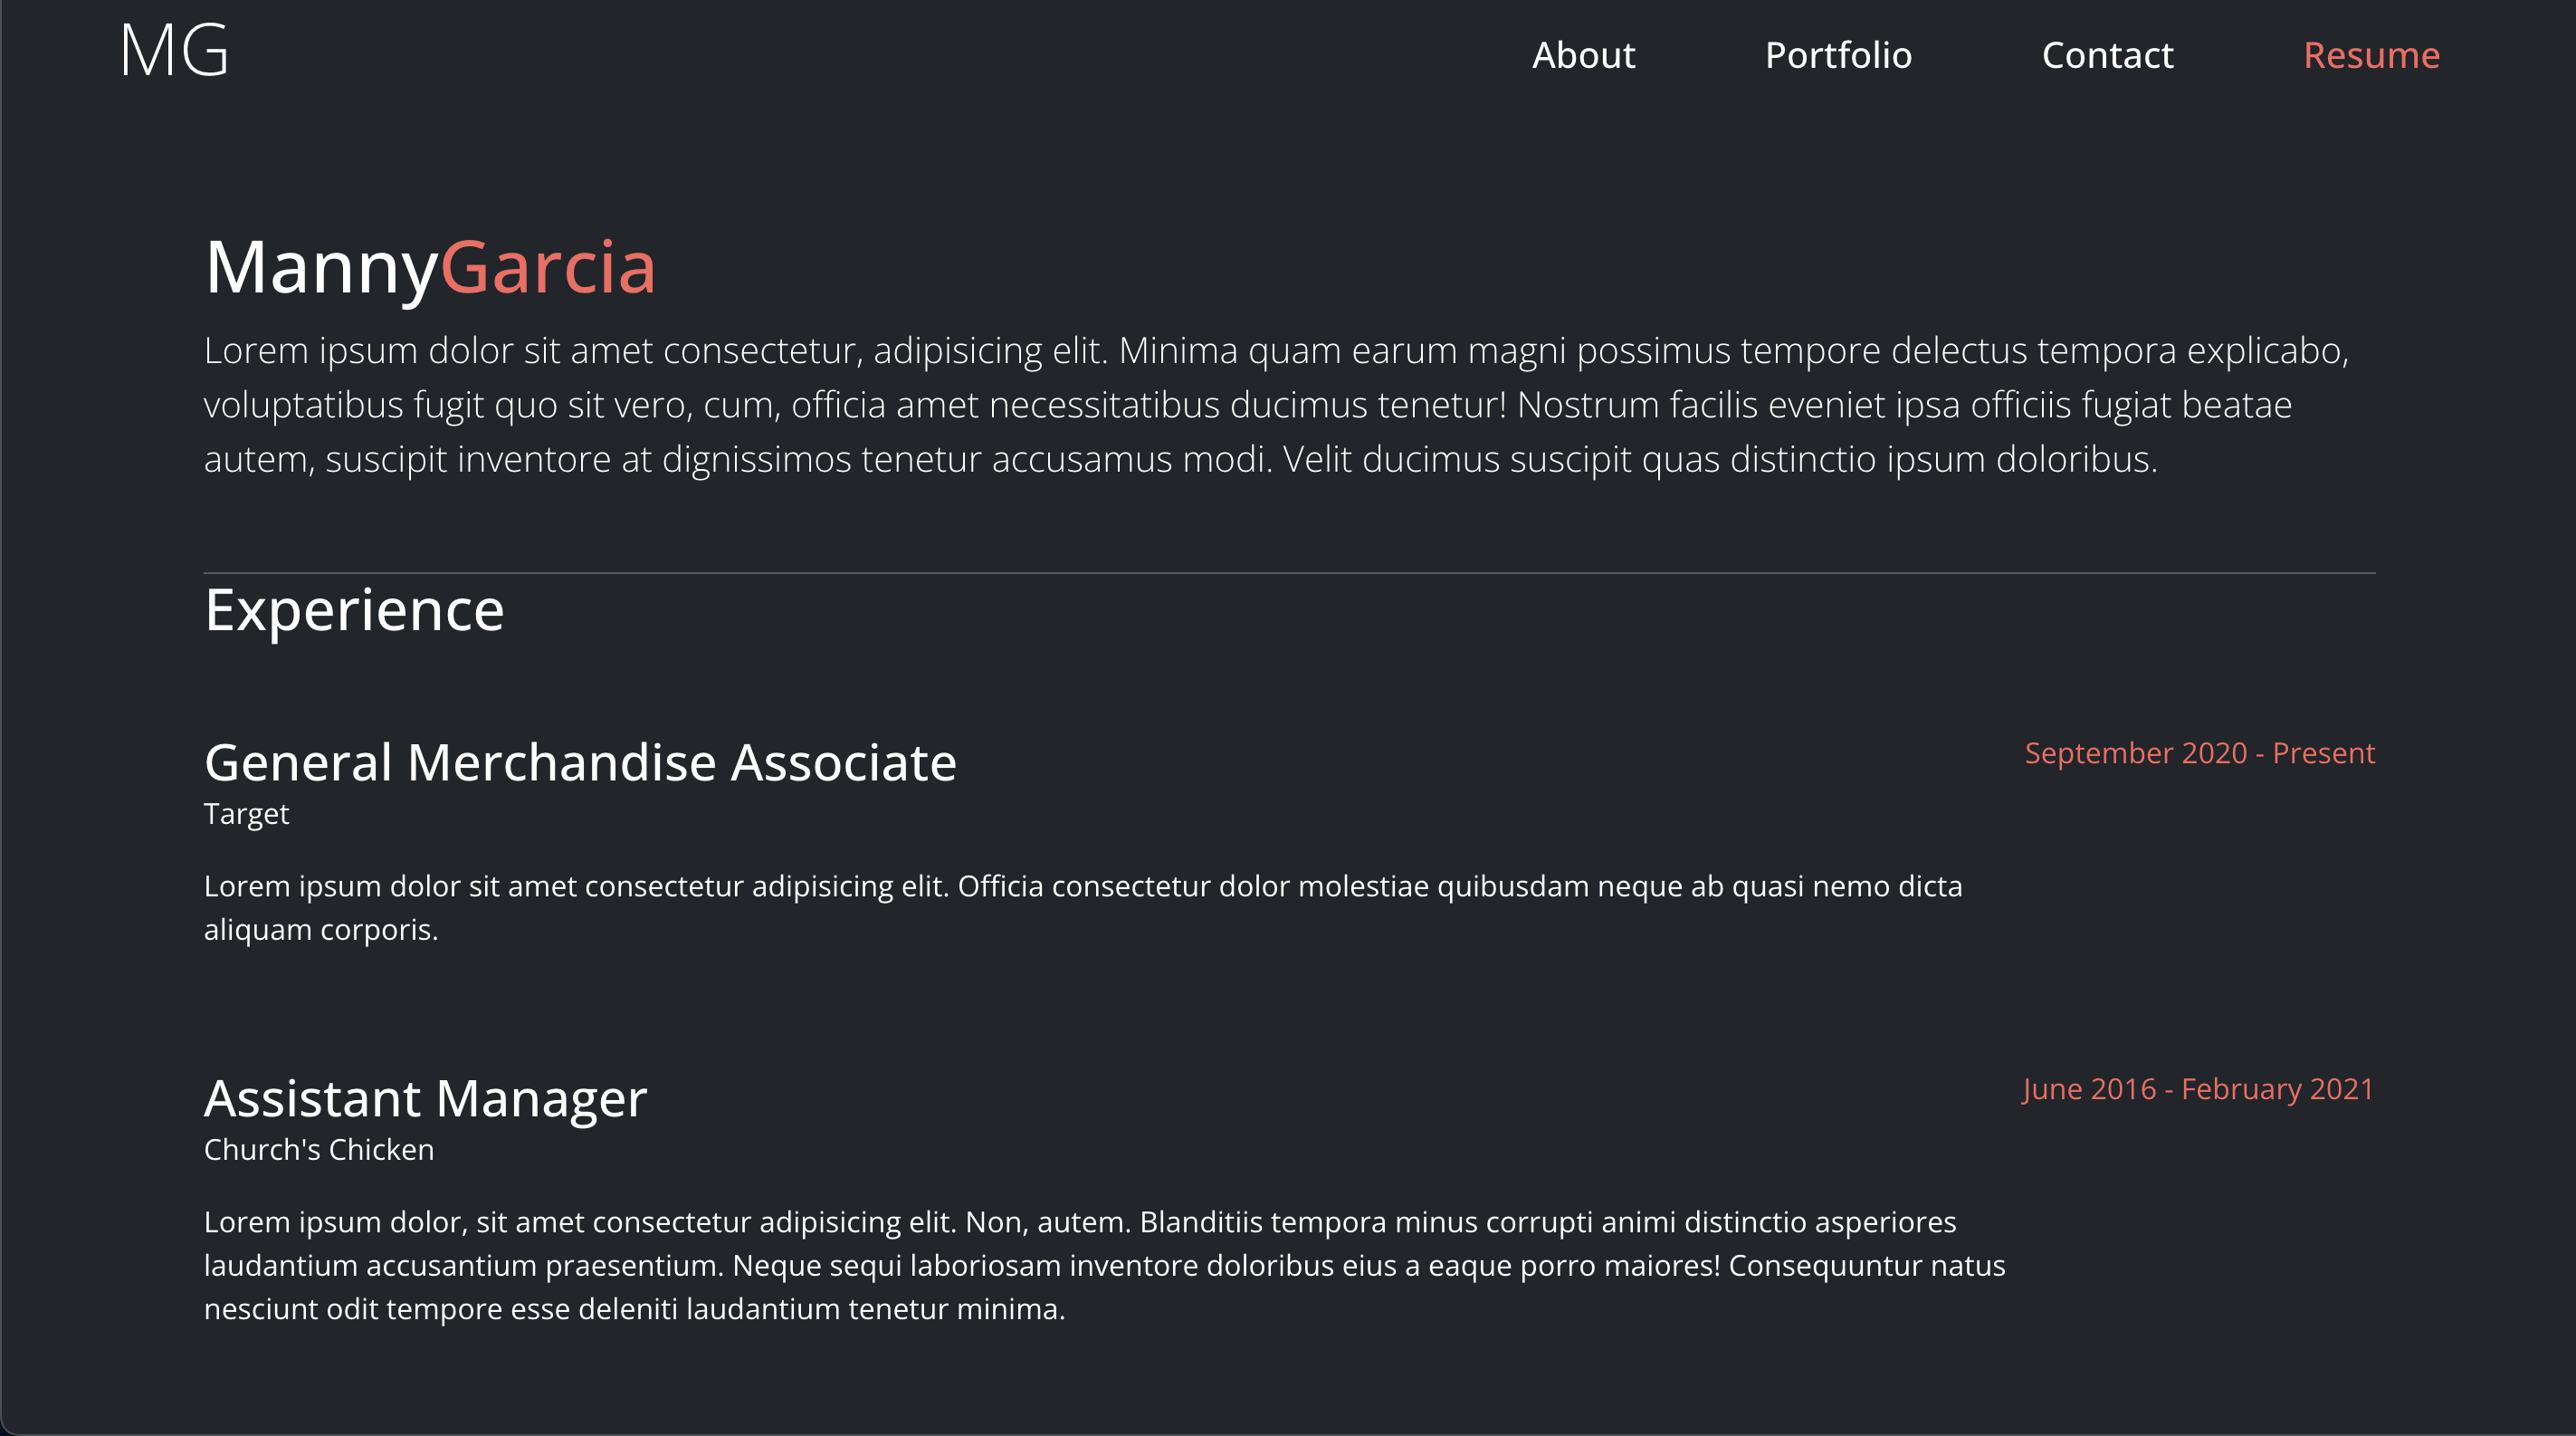 MG
About Portfolio Contact Resume
MannyGarcia
Lorem ipsum dolor sit amet consectetur, adipisicing elit. Minima quam earum magni possimus tempore delectus tempora explicabo,
voluptatibus fugit quo sit vero, cum, officia amet necessitatibus ducimus tenetur! Nostrum facilis eveniet ipsa officiis fugiat beatae
autem, suscipit inventore at dignissimos tenetur accusamus modi. Velit ducimus suscipit quas distinctio ipsum doloribus.
Experience
General Merchandise Associate
September 2020 - Present
Target
Lorem ipsum dolor sit amet consectetur adipisicing elit. Officia consectetur dolor molestiae quibusdam neque ab quasi nemo dicta
aliquam corporis.
Assistant Manager
June 2016 - February 2021
Church's Chicken
Lorem ipsum dolor, sit amet consectetur adipisicing elit. Non, autem. Blanditiis tempora minus corrupti animi distinctio asperiores
laudantium accusantium praesentium. Neque sequi laboriosam inventore doloribus eius a eaque porro maiores! Consequuntur natus
nesciunt odit tempore esse deleniti laudantium tenetur minima.